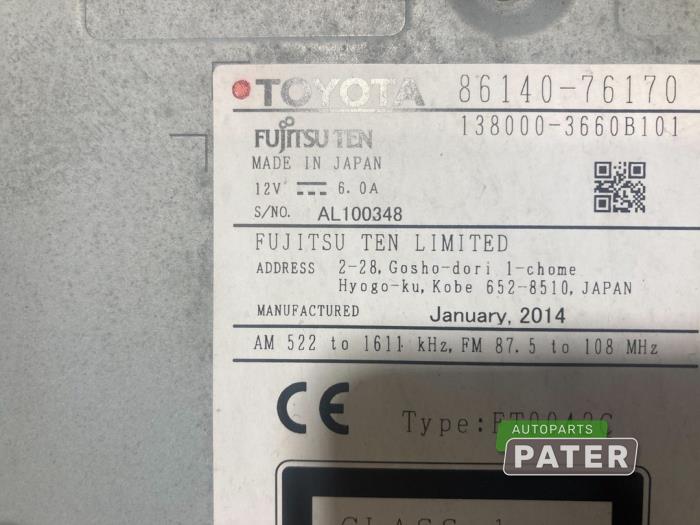 TOYOTA 86140-76170
138000-3660B101
FUJITSU TEN
MADE IN JAPAN
12V 6.0A
S/NO. AL100348
FUJITSU TEN LIMITED
ADDRESS 2-28, Gosho-dori 1-chome
Hyogo-ku, Kobe 652-8510, JAPAN
MANUFACTURED January, 2014
AM 522 to 1611 kHz, FM 87.5 to 108 MHz
CE Type:
AUTOPARTS
PATER
CLASS 1